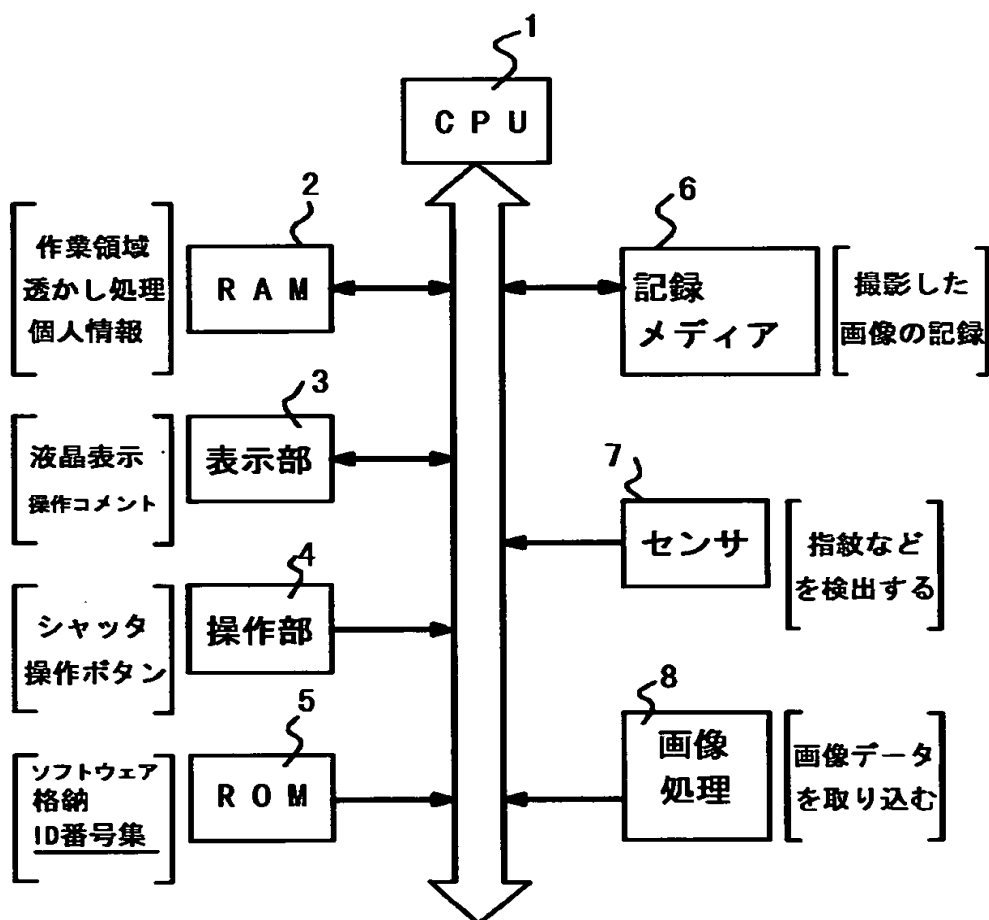 1
CPU
2
作業領域
透かし処理
個人情報
RAM
3
液晶表示
操作コメント
表示部
4
シャッタ
操作ボタン
操作部
5
ソフトウェア
格納
ID番号集
ROM
6
記録
メディア
撮影した
画像の記録
7
センサ
指紋など
を検出する
8
画像
処理
画像データ
を取り込む